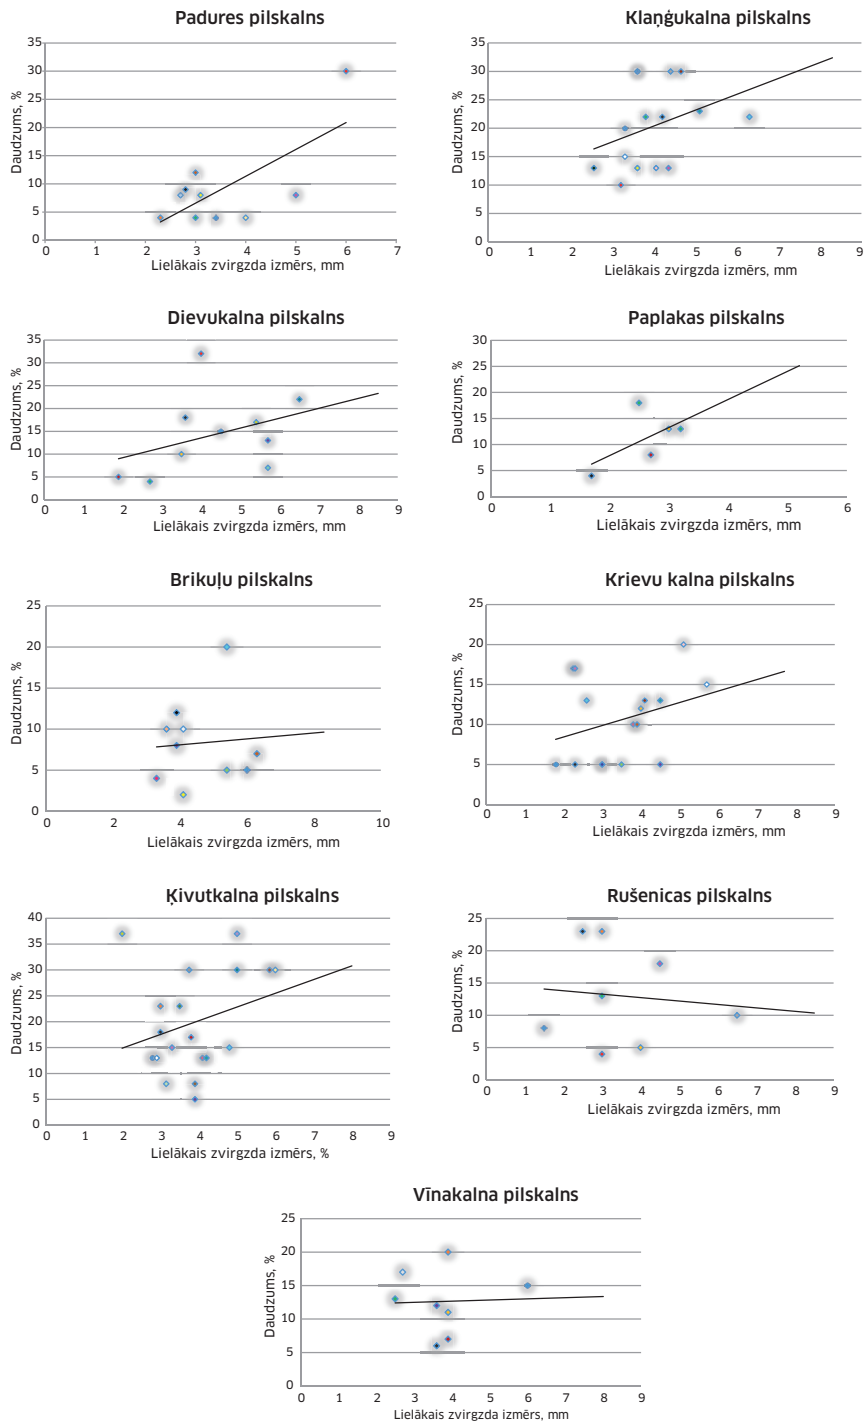 Padures pilskalns
Daudzums, %
35
30
25
20
15
10
5
0
0 1 2 3 4 5 6 7
Lielākais zvirgzda izmērs, mm
Klaņģukalna pilskalns
Daudzums, %
35
30
25
20
15
10
5
0
0 1 2 3 4 5 6 7 8 9
Lielākais zvirgzda izmērs, mm
Dievukalna pilskalns
Daudzums, %
35
30
25
20
15
10
5
0
0 1 2 3 4 5 6 7 8 9
Lielākais zvirgzda izmērs, mm
Paplakas pilskalns
Daudzums, %
30
25
20
15
10
5
0
0 1 2 3 4 5 6
Lielākais zvirgzda izmērs, mm
Brikuļu pilskalns
Daudzums, %
25
20
15
10
5
0
0 2 4 6 8 10
Lielākais zvirgzda izmērs, mm
Krievu kalna pilskalns
Daudzums, %
25
20
15
10
5
0
0 1 2 3 4 5 6 7 8 9
Lielākais zvirgzda izmērs, mm
Ķivutkalna pilskalns
Daudzums, %
40
35
30
25
20
15
10
5
0
0 1 2 3 4 5 6 7 8 9
Lielākais zvirgzda izmērs, %
Rušenicas pilskalns
Daudzums, %
25
20
15
10
5
0
0 1 2 3 4 5 6 7 8 9
Lielākais zvirgzda izmērs, mm
Vīnakalna pilskalns
Daudzums, %
25
20
15
10
5
0
0 1 2 3 4 5 6 7 8 9
Lielākais zvirgzda izmērs, mm